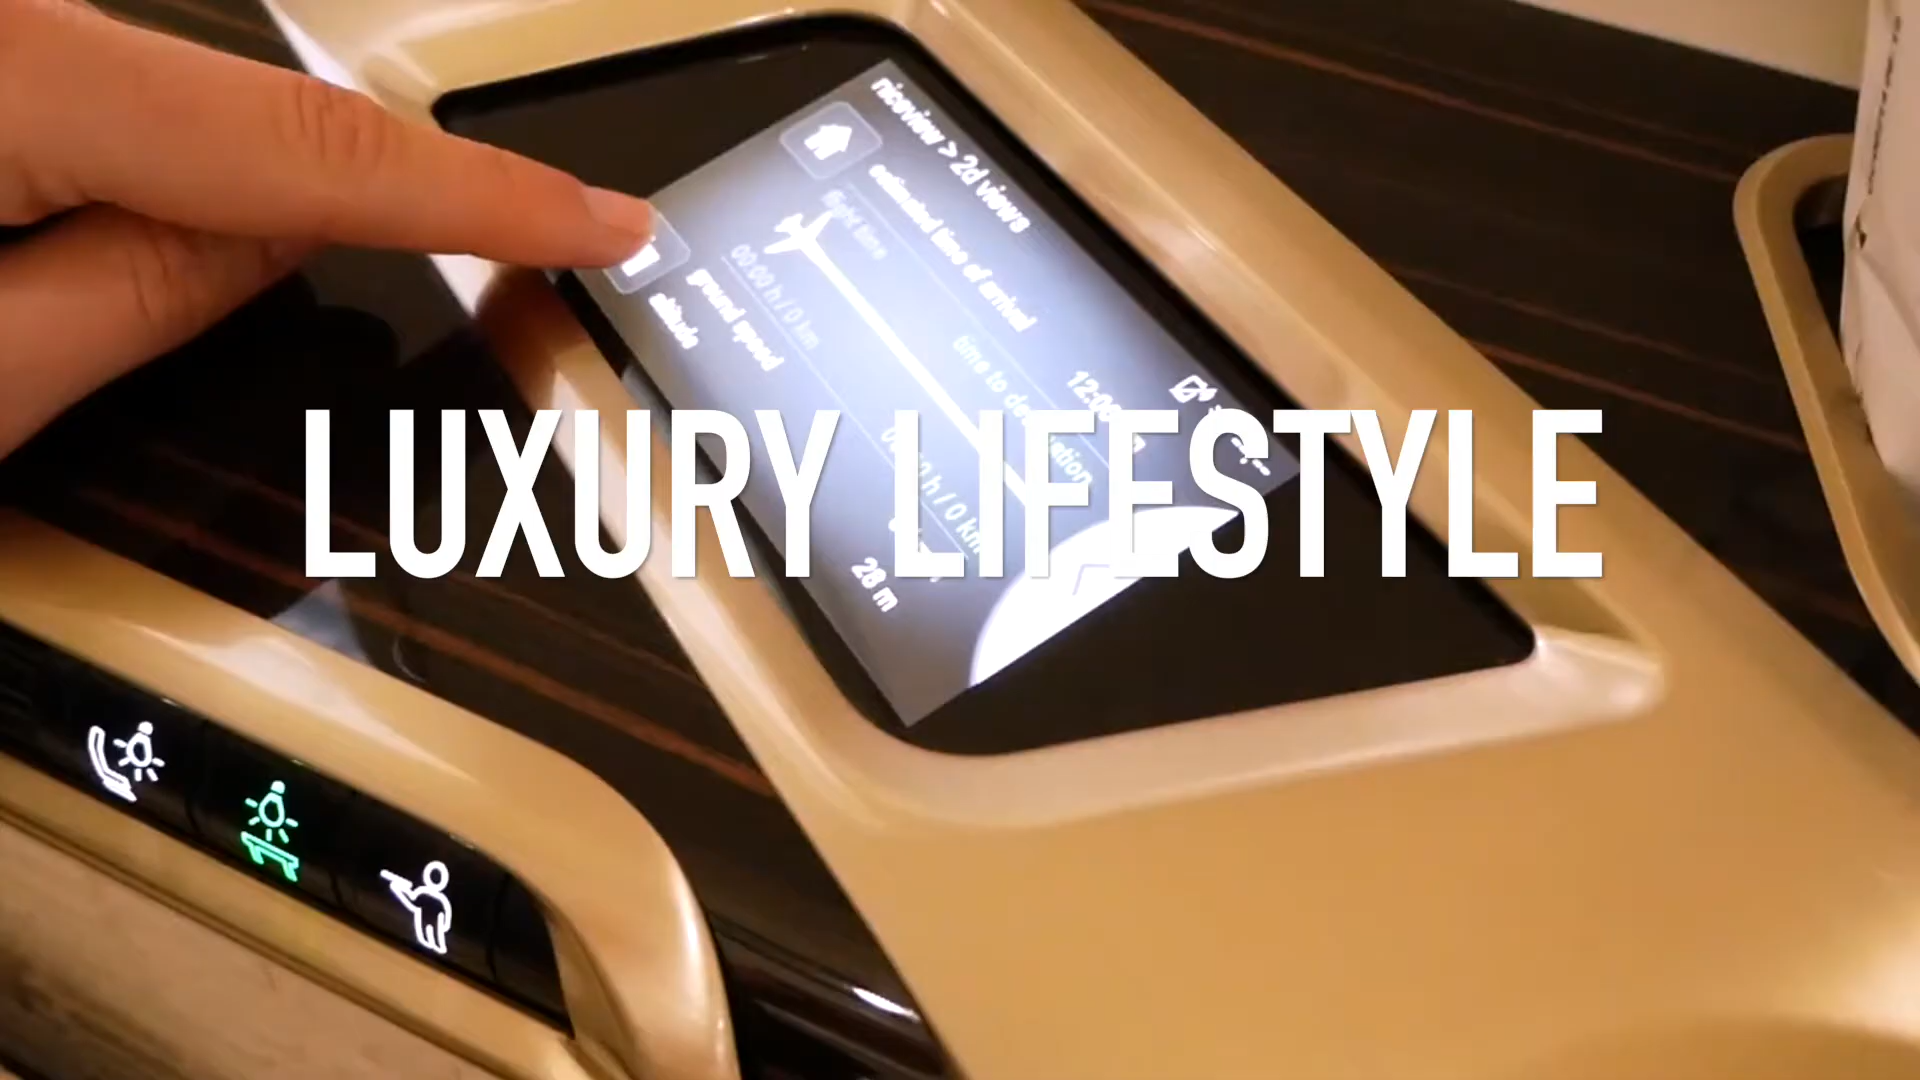 niceview > 2d views
estimated time of arrival
flight time
time to destination
00:00 h / 0 km
ground speed
altitude
28 m
LUXURY LIFESTYLE